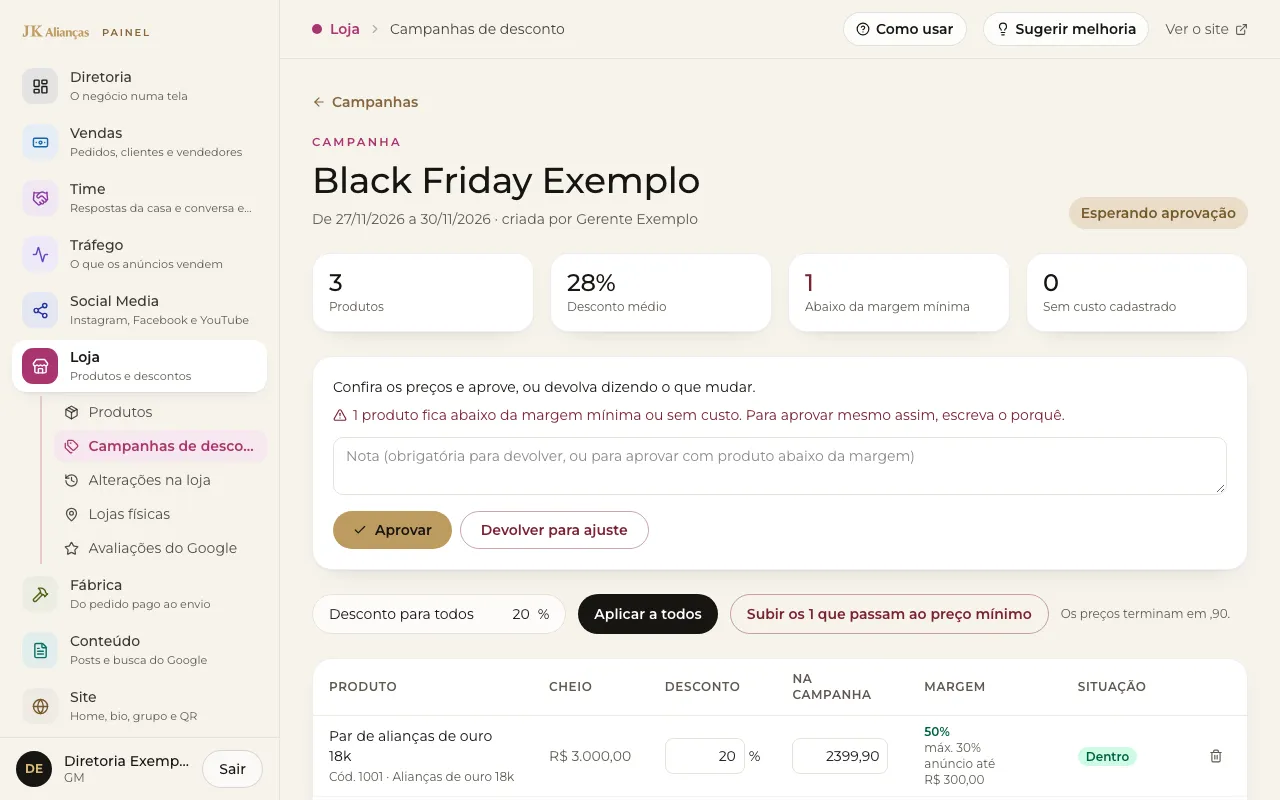 JK Alianças PAINEL
Diretoria
O negócio numa tela
Vendas
Pedidos, clientes e vendedores
Time
Respostas da casa e conversa e...
Tráfego
O que os anúncios vendem
Social Media
Instagram, Facebook e YouTube
Loja
Produtos e descontos
Produtos
Campanhas de desco...
Alterações na loja
Lojas físicas
Avaliações do Google
Fábrica
Do pedido pago ao envio
Conteúdo
Posts e busca do Google
Site
Home, bio, grupo e QR
DE
Diretoria Exemp...
GM
Sair
Loja > Campanhas de desconto
Como usar
Sugerir melhoria
Ver o site
← Campanhas
CAMPANHA
Black Friday Exemplo
De 27/11/2026 a 30/11/2026 · criada por Gerente Exemplo
Esperando aprovação
3
Produtos
28%
Desconto médio
1
Abaixo da margem mínima
0
Sem custo cadastrado
Confira os preços e aprove, ou devolva dizendo o que mudar.
1 produto fica abaixo da margem mínima ou sem custo. Para aprovar mesmo assim, escreva o porquê.
Nota (obrigatória para devolver, ou para aprovar com produto abaixo da margem)
Aprovar
Devolver para ajuste
Desconto para todos 20 %
Aplicar a todos
Subir os 1 que passam ao preço mínimo
Os preços terminam em ,90.
PRODUTO CHEIO DESCONTO NA CAMPANHA MARGEM SITUAÇÃO
Par de alianças de ouro
18k
Cód. 1001 · Alianças de ouro 18k
R$ 3.000,00
20 %
2399,90
50%
máx. 30%
anúncio até
R$ 300,00
Dentro